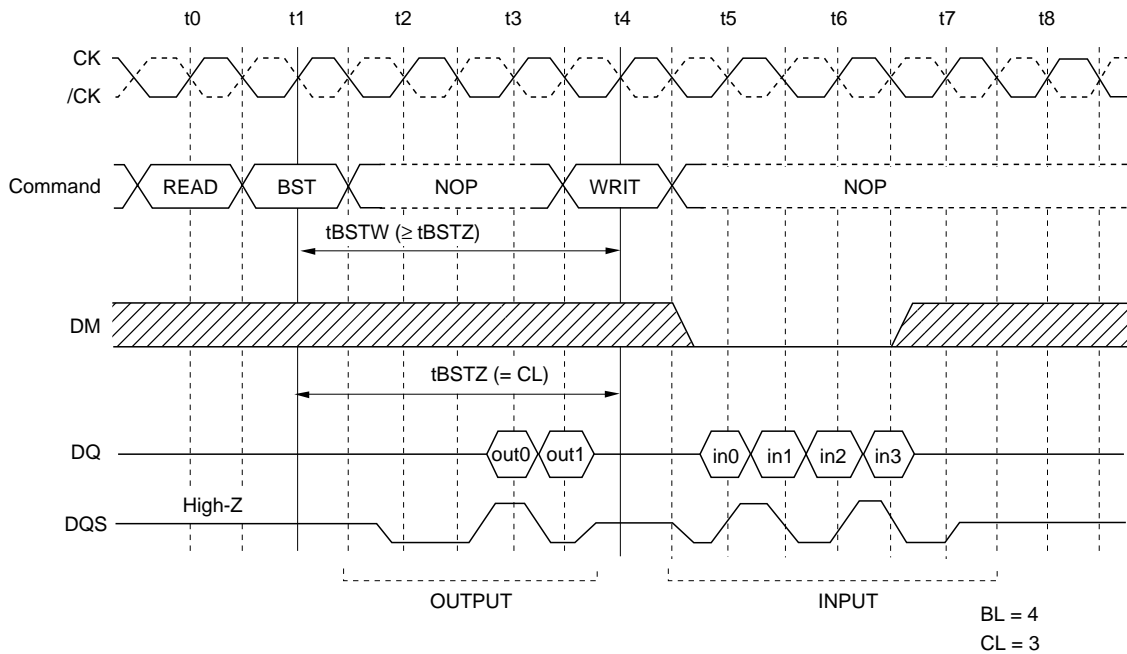 t0 t1 t2 t3 t4 t5 t6 t7 t8
CK
/CK
Command READ BST NOP WRIT NOP
tBSTW (≥ tBSTZ)
DM
tBSTZ (= CL)
DQ out0 out1 in0 in1 in2 in3
High-Z
DQS
OUTPUT INPUT
BL = 4
CL = 3